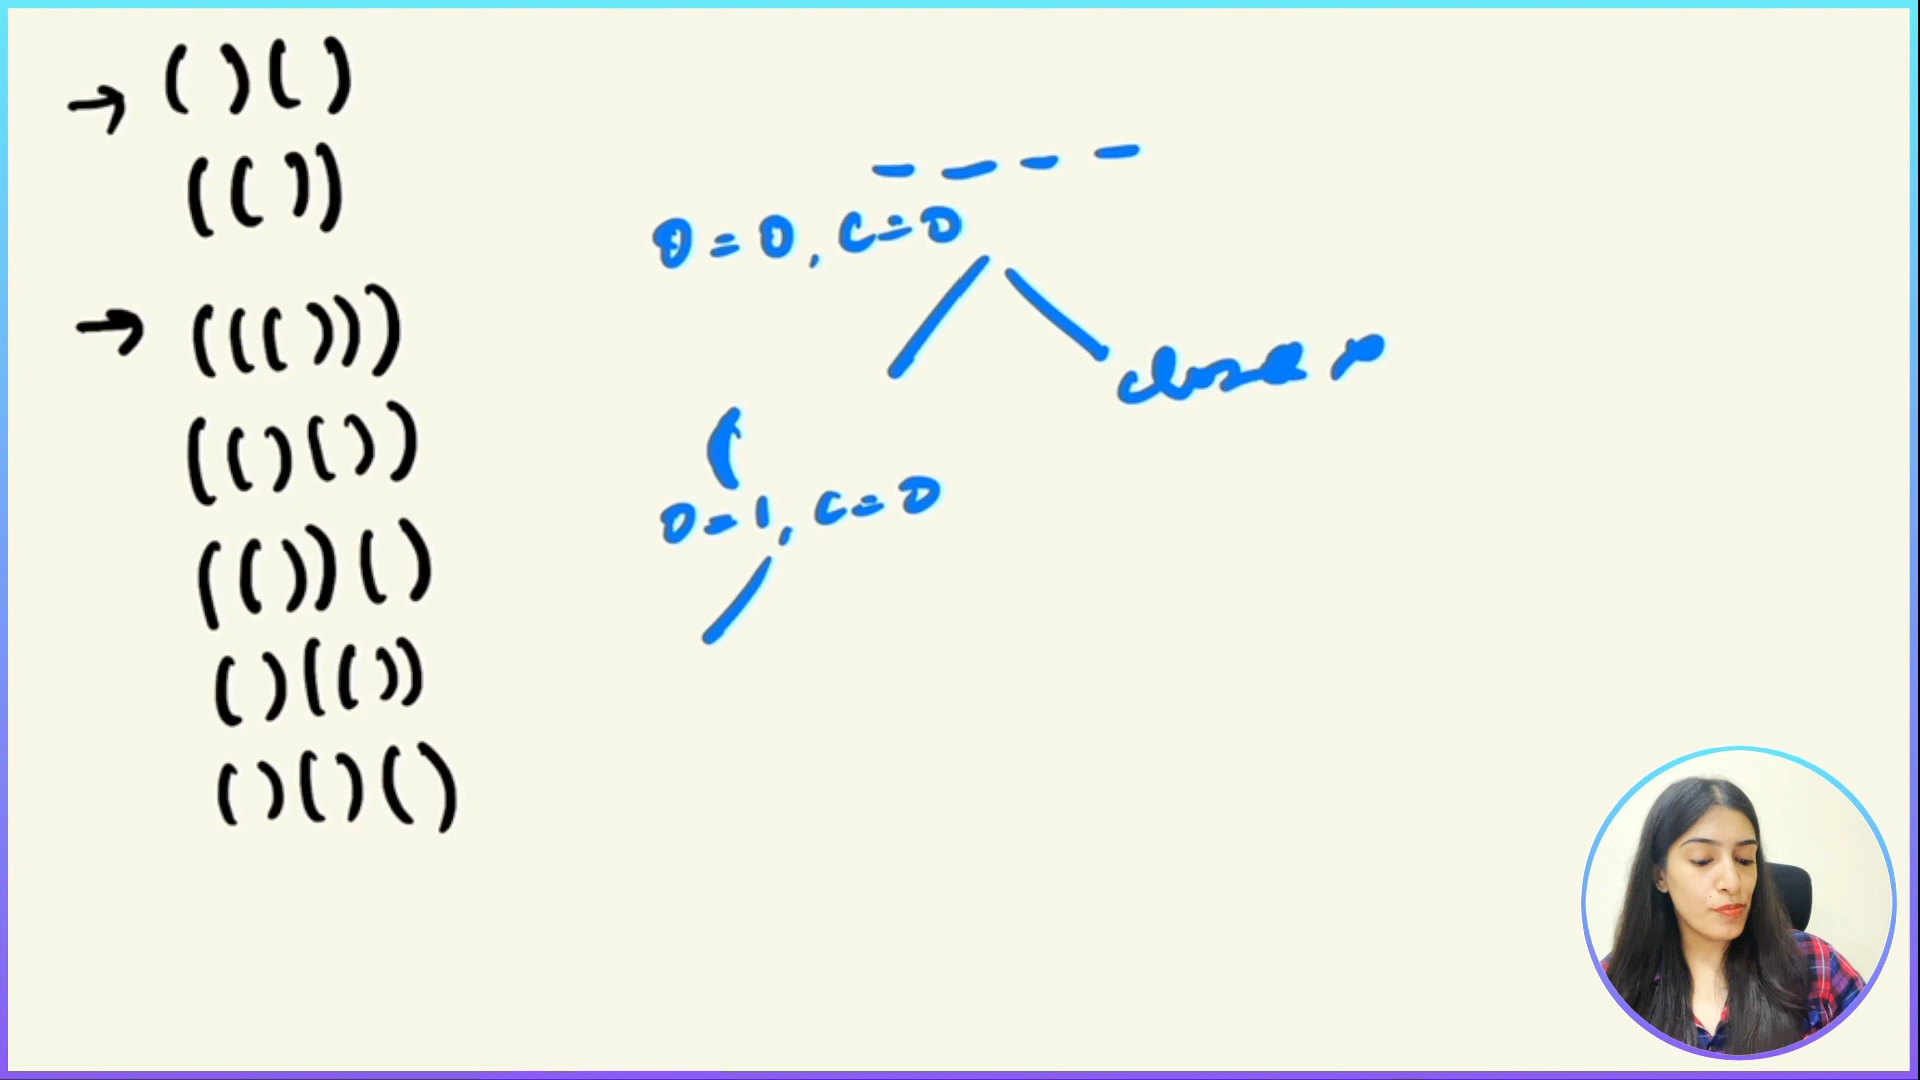 → ( ) ( )
( ( ) )
→ ( ( ( ) ) )
( ( ) ( ) )
( ( ) ) ( )
( ) ( ( ) )
( ) ( ) ( )
_ _ _ _
o = 0, c = 0
close
(
o = 1, c = 0